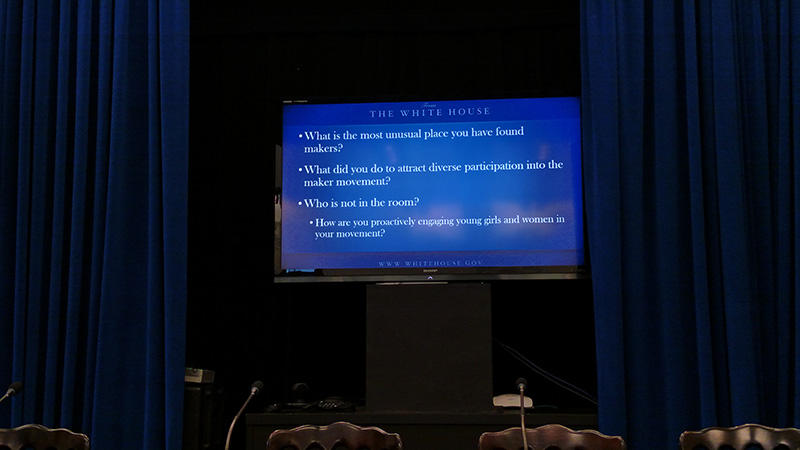 THE WHITE HOUSE
• What is the most unusual place you have found
makers?
• What did you do to attract diverse participation into the
maker movement?
• Who is not in the room?
• How are you proactively engaging young girls and women in
your movement?
WWW.WHITEHOUSE.GOV
SHARP